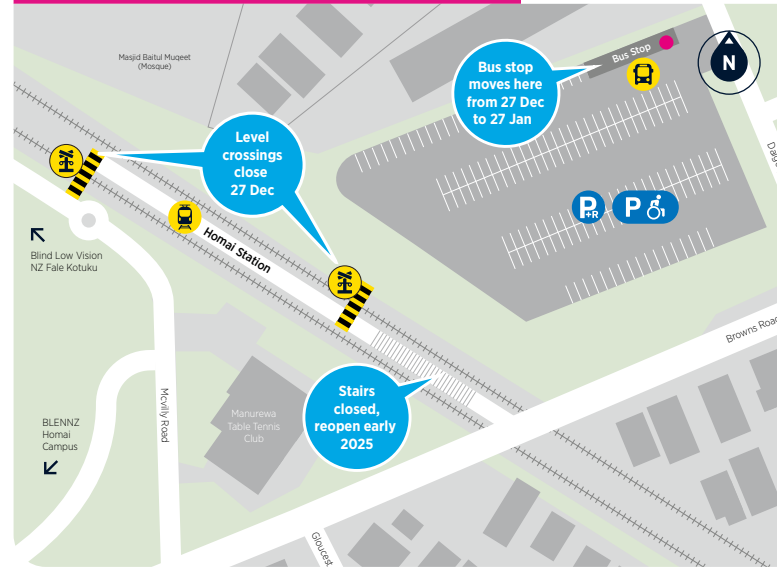 Masjid Baitul Muqeet
(Mosque)
Bus Stop
N
Bus stop
moves here
from 27 Dec
to 27 Jan
Level
crossings
close
27 Dec
P
+R
P
Homai Station
Blind Low Vision
NZ Fale Kotuku
Browns Road
Mcvilly Road
Stairs
closed,
reopen early
2025
Manurewa
Table Tennis
Club
BLENNZ
Homai
Campus